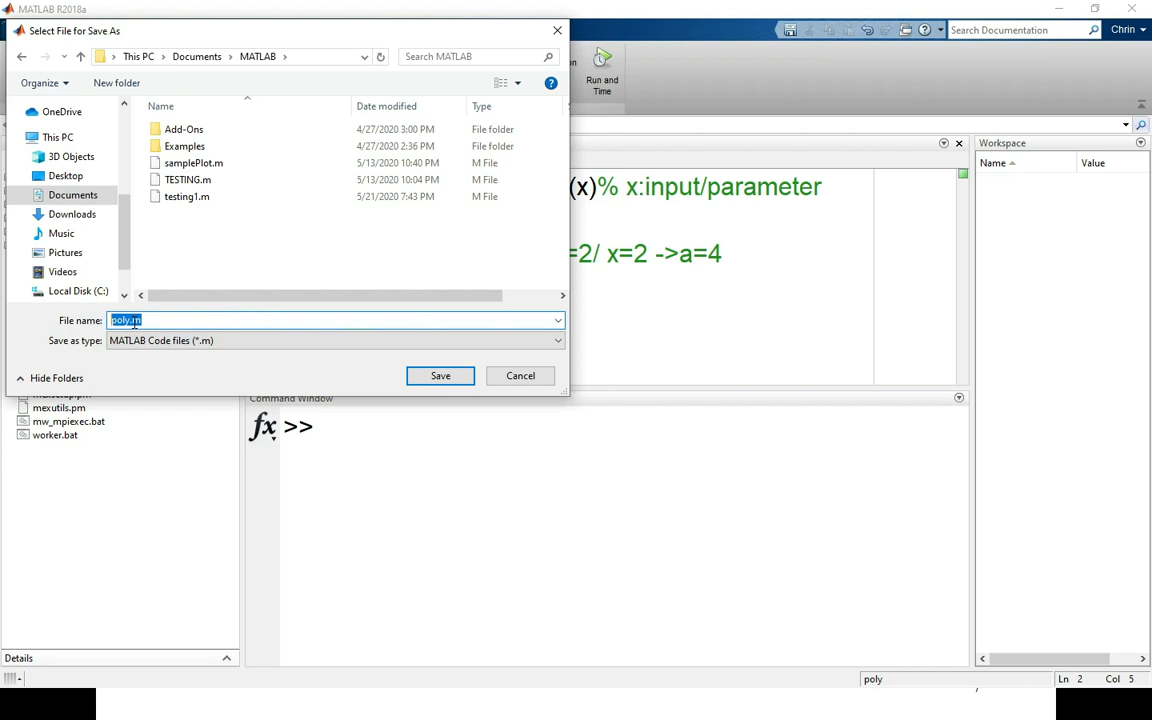 MATLAB R2018a
Select File for Save As
This PC > Documents > MATLAB >
Search MATLAB
Search Documentation
Chrin
Organize
New folder
Run and
Time
OneDrive
This PC
3D Objects
Desktop
Documents
Downloads
Music
Pictures
Videos
Local Disk (C:)
Name Date modified Type
Add-Ons 4/27/2020 3:00 PM File folder
Examples 4/27/2020 2:36 PM File folder
samplePlot.m 5/13/2020 10:40 PM M File
TESTING.m 5/13/2020 10:04 PM M File
testing1.m 5/21/2020 7:43 PM M File
File name: poly.m
Save as type: MATLAB Code files (*.m)
Hide Folders
Save
Cancel
(x)% x:input/parameter
=2/ x=2 ->a=4
Workspace
Name Value
mexutils.pm
mw_mpiexec.bat
worker.bat
Details
Command Window
fx >>
poly
Ln 2 Col 5